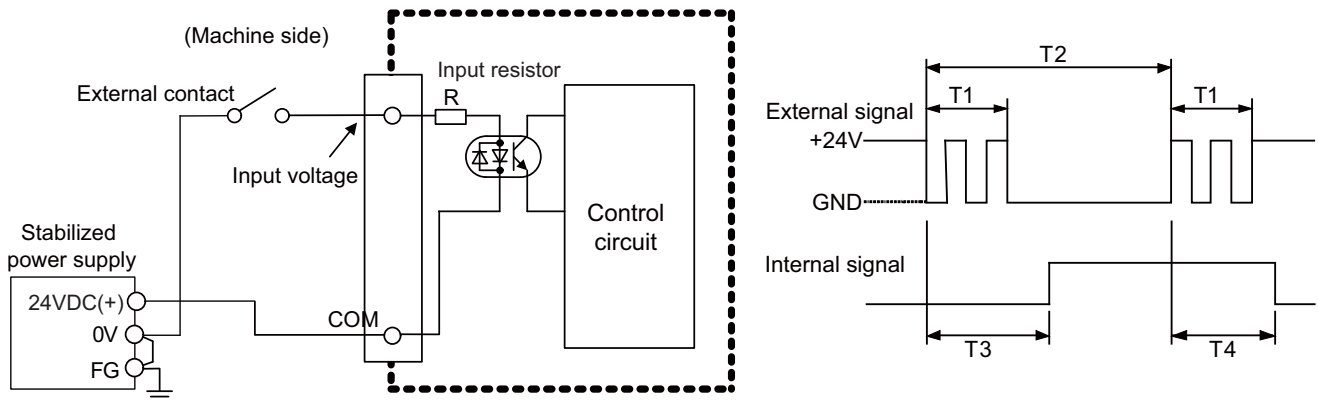 (Machine side)
External contact
Input resistor
R
Input voltage
Control
circuit
Stabilized
power supply
24VDC(+)
0V
FG
COM
T2
External signal
T1
T1
+24V
GND
Internal signal
T3
T4